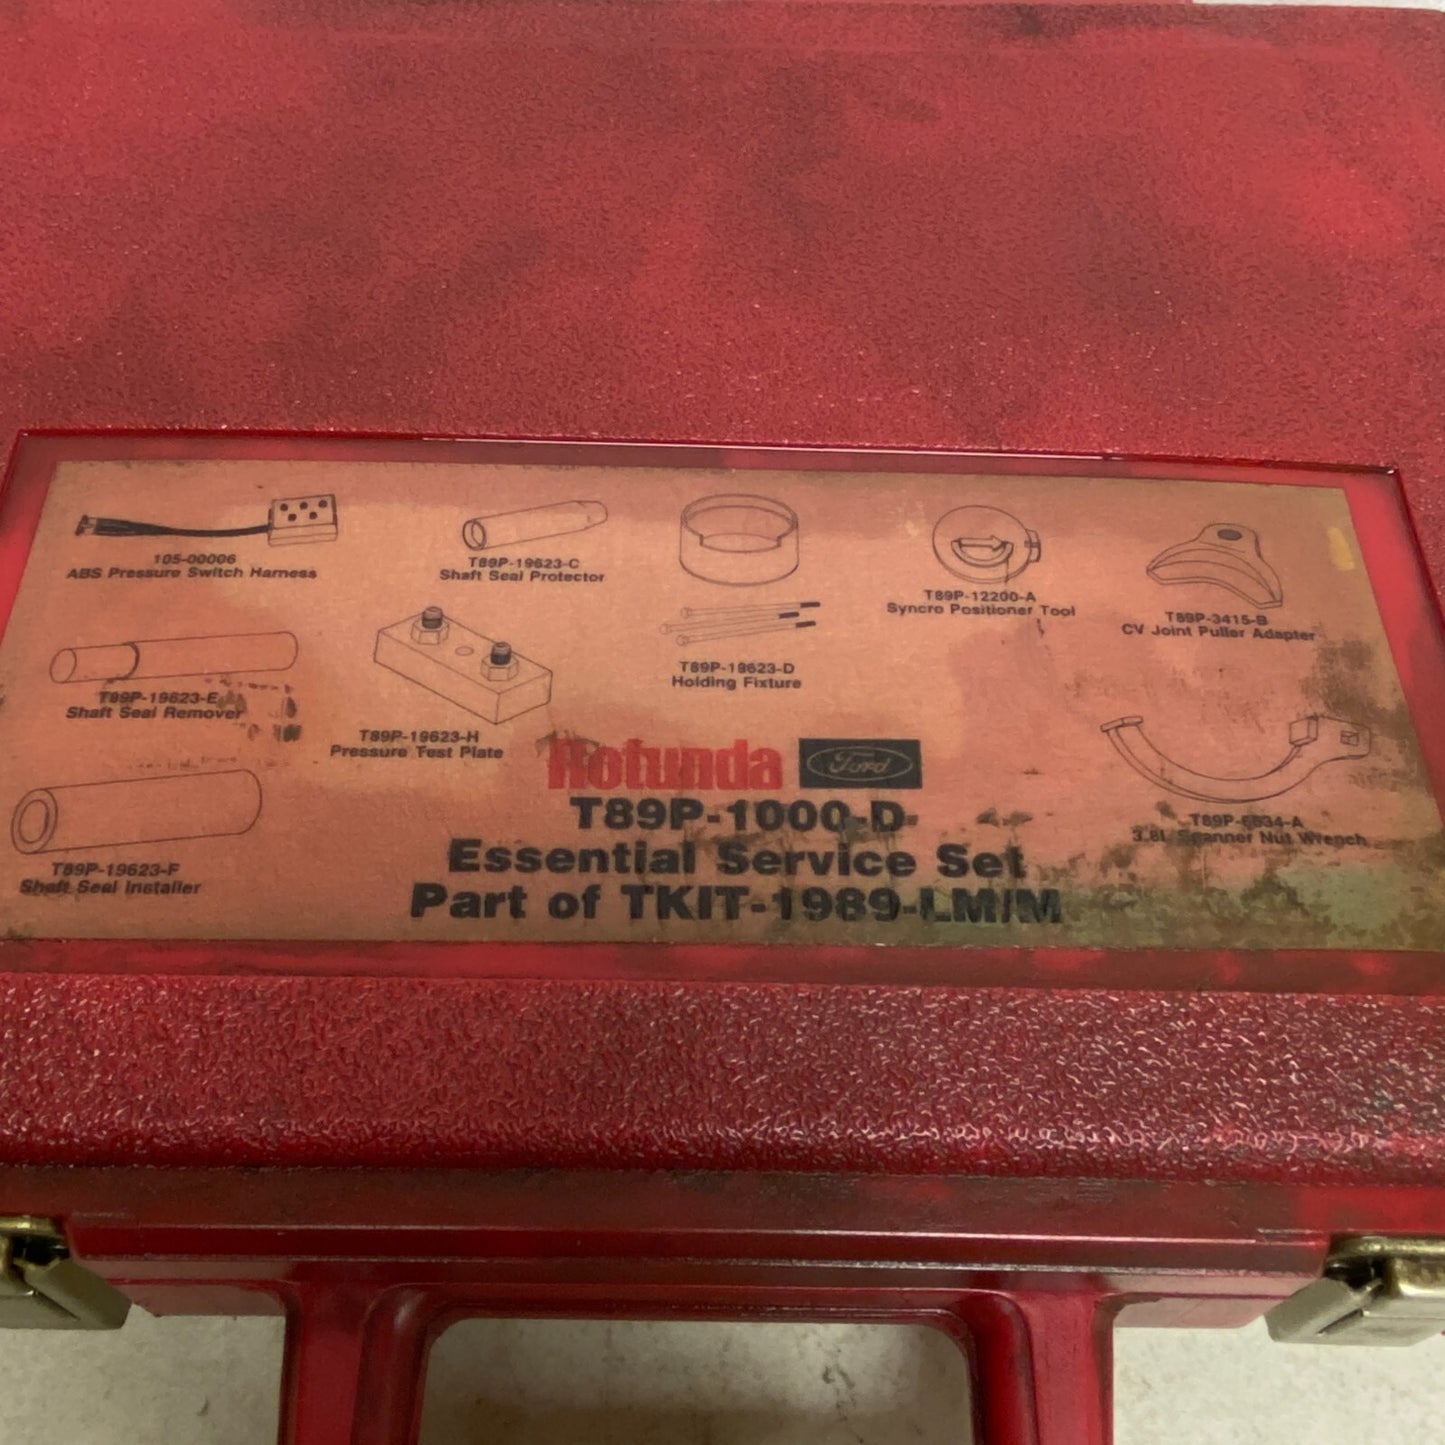 105-00006
ABS Pressure Switch Harness
T89P-19623-C
Shaft Seal Protector
T89P-19623-D
Holding Fixture
T89P-12200-A
Syncro Positioner Tool
T89P-3415-B
CV Joint Puller Adapter
T89P-19623-E
Shaft Seal Remover
T89P-19623-H
Pressure Test Plate
T89P-19623-F
Shaft Seal Installer
T89P-6634-A
3.8L Spanner Nut Wrench
Rotunda Ford
T89P-1000-D
Essential Service Set
Part of TKIT-1989-LM/M